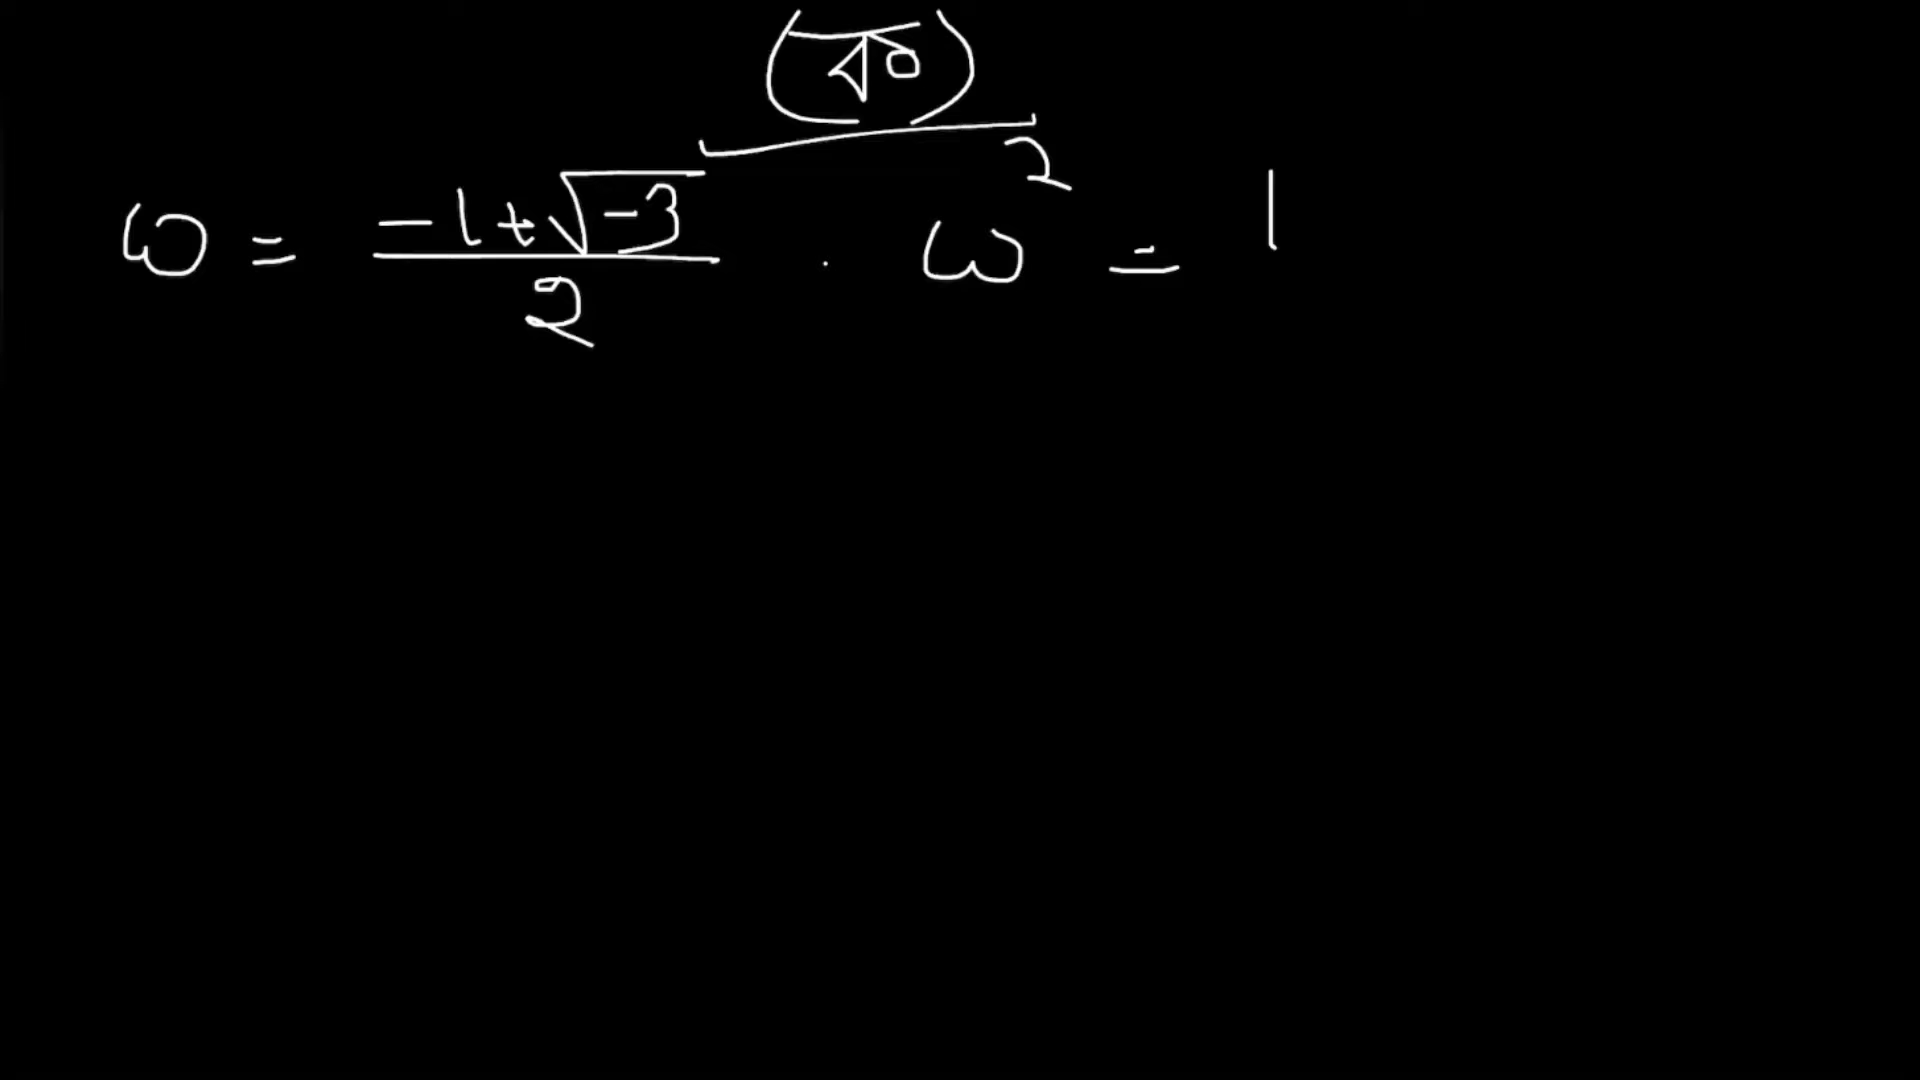 (ক)
ω = (-1+√-3)/2 . ω² = 1